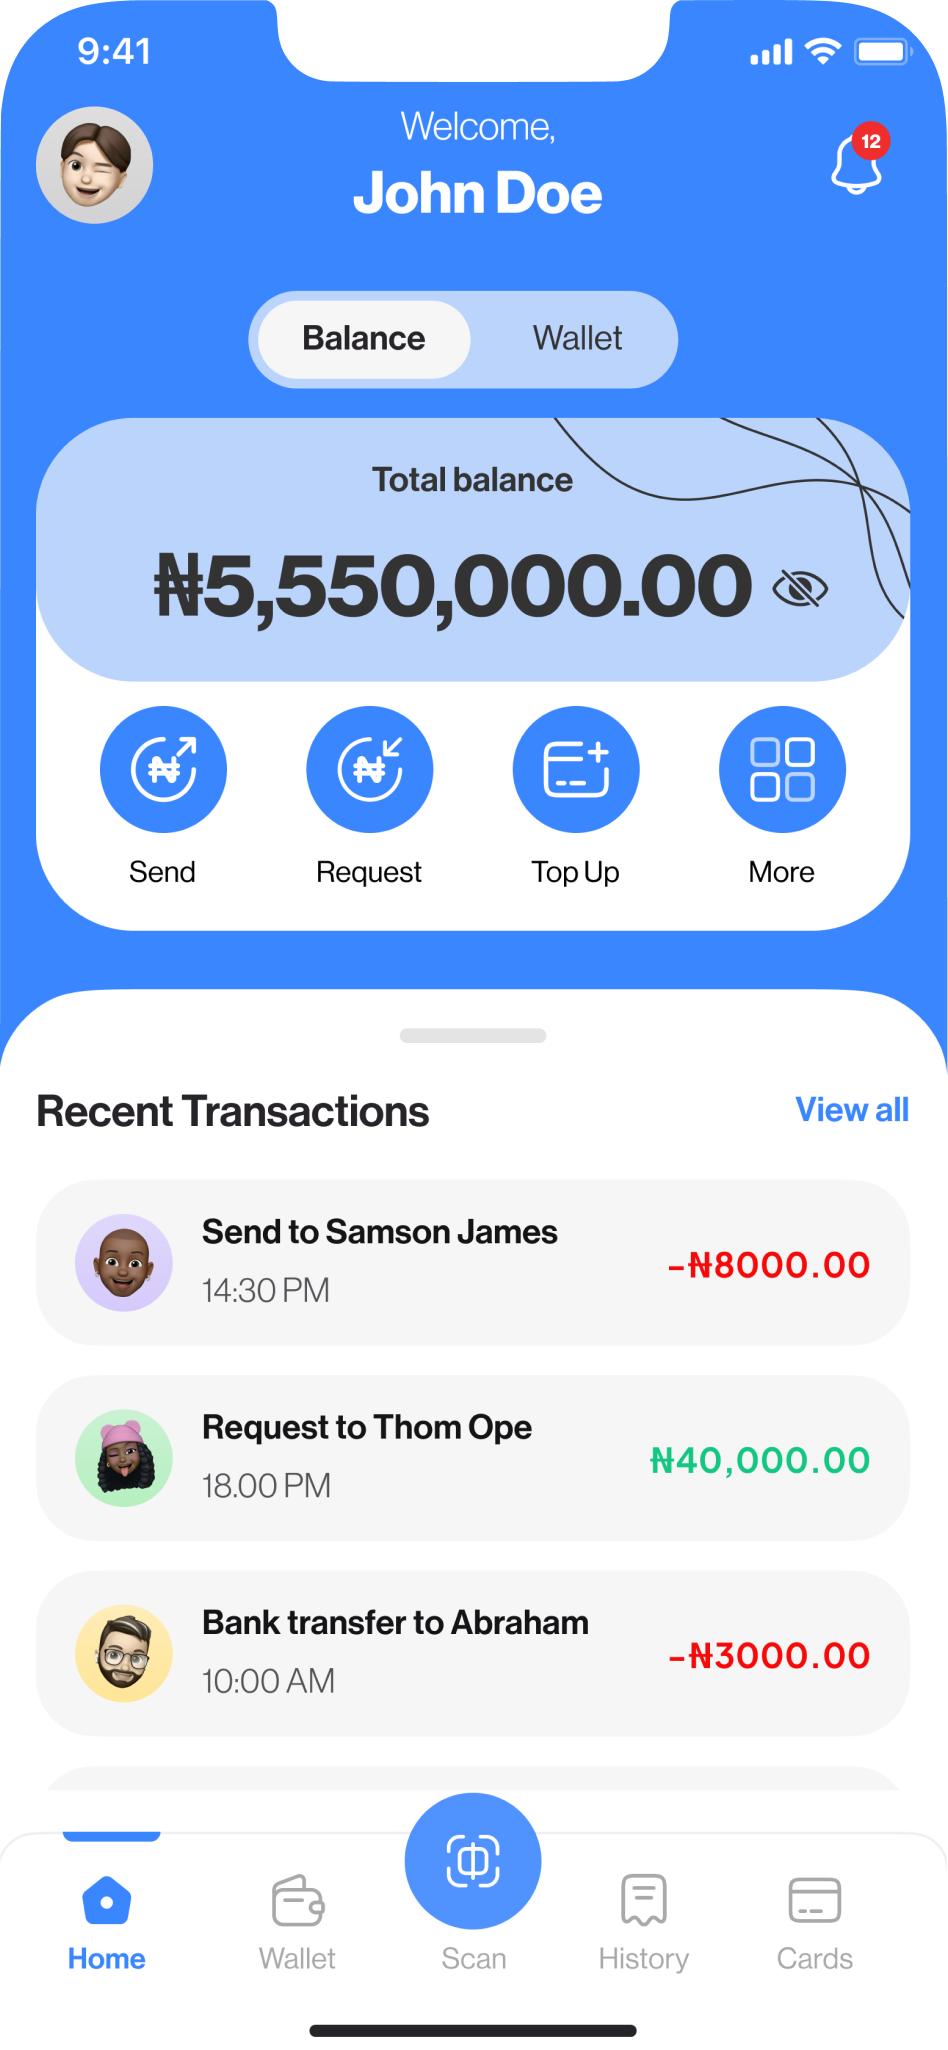 9:41
Welcome,
12
John Doe
Balance
Wallet
Total balance
₦5,550,000.00
Send
Request
Top Up
More
Recent Transactions
View all
Send to Samson James
14:30 PM
-₦8000.00
Request to Thom Ope
18.00 PM
₦40,000.00
Bank transfer to Abraham
10:00 AM
-₦3000.00
Home
Wallet
Scan
History
Cards